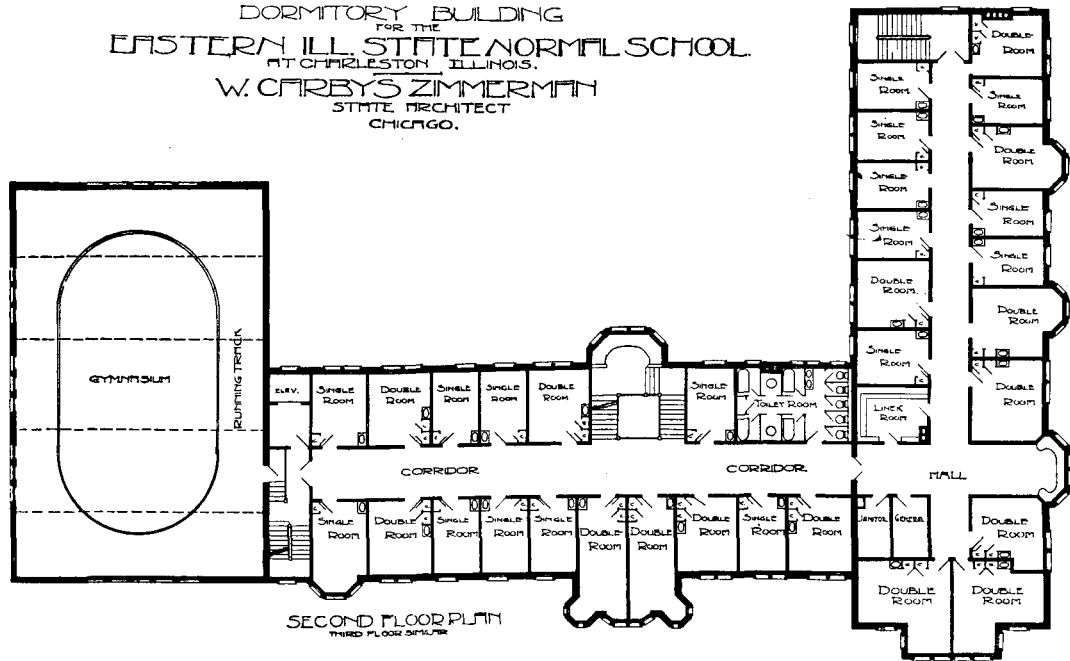 DORMITORY BUILDING
FOR THE
EASTERN ILL. STATE NORMAL SCHOOL.
AT CHARLESTON ILLINOIS.
W. CARBYS ZIMMERMAN
STATE ARCHITECT
CHICAGO.
DOUBLE
ROOM
SINGLE
ROOM
SINGLE
ROOM
SINGLE
ROOM
DOUBLE
ROOM
SINGLE
ROOM
SINGLE
ROOM
SINGLE
ROOM
SINGLE
ROOM
DOUBLE
ROOM.
DOUBLE
ROOM
SINGLE
ROOM
DOUBLE
ROOM
LINEN
ROOM
GYMNASIUM
RUNNING TRACK
ELEV.
SINGLE
ROOM
DOUBLE
ROOM
SINGLE
ROOM
SINGLE
ROOM
DOUBLE
ROOM
SINGLE
ROOM
TOILET ROOM
CORRIDOR
CORRIDOR
HALL
SINGLE
ROOM
DOUBLE
ROOM
SINGLE
ROOM
SINGLE
ROOM
SINGLE
ROOM
DOUBLE
ROOM
DOUBLE
ROOM
DOUBLE
ROOM
SINGLE
ROOM
DOUBLE
ROOM
JANITOR
GENERAL
DOUBLE
ROOM
DOUBLE
ROOM
DOUBLE
ROOM
SECOND FLOOR PLAN
THIRD FLOOR SIMILAR